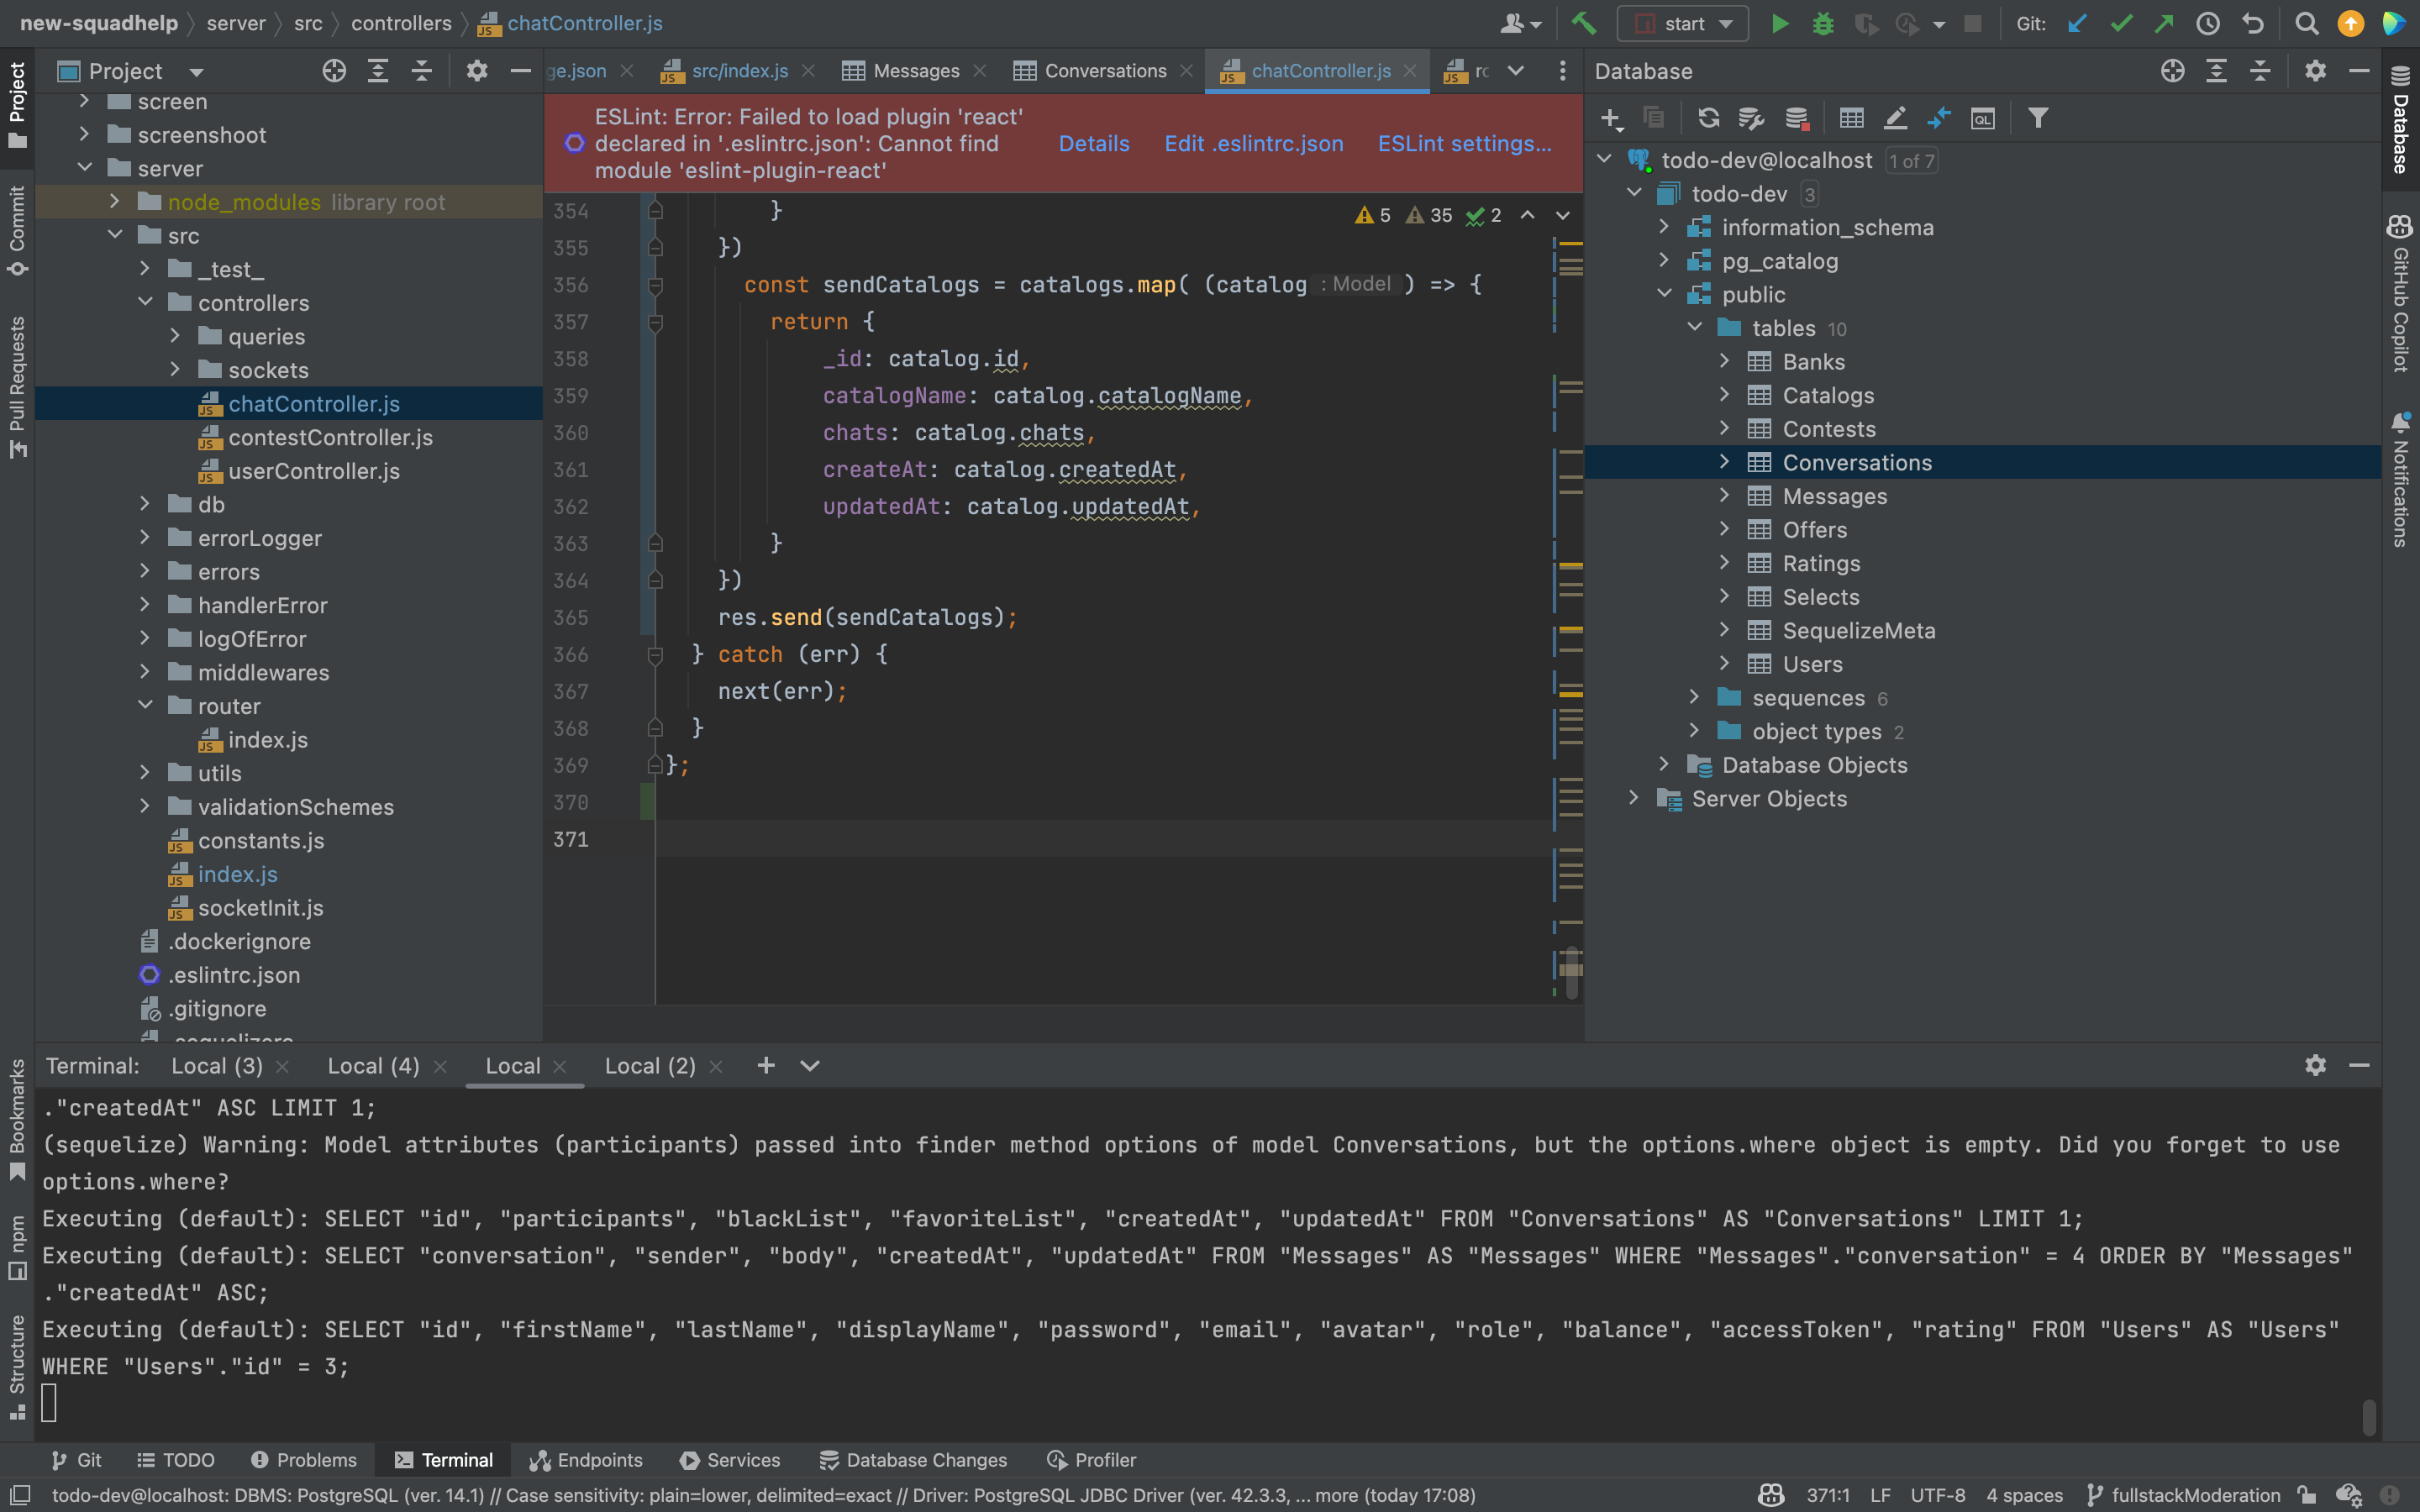 new-squadhelp
server
src
controllers
chatController.js
start
Git:
Project
ge.json
src/index.js
Messages
Conversations
chatController.js
Database
screen
screenshoot
server
node_modules library root
src
_test_
controllers
queries
sockets
chatController.js
contestController.js
userController.js
db
errorLogger
errors
handlerError
logOfError
middlewares
router
index.js
utils
validationSchemes
constants.js
index.js
socketInit.js
.dockerignore
.eslintrc.json
.gitignore
ESLint: Error: Failed to load plugin 'react'
declared in '.eslintrc.json': Cannot find
module 'eslint-plugin-react'
Details
Edit .eslintrc.json
ESLint settings...
5 35 2
354 }
355 })
356 const sendCatalogs = catalogs.map( (catalog : Model ) => {
357 return {
358 _id: catalog.id,
359 catalogName: catalog.catalogName,
360 chats: catalog.chats,
361 createAt: catalog.createdAt,
362 updatedAt: catalog.updatedAt,
363 }
364 })
365 res.send(sendCatalogs);
366 } catch (err) {
367 next(err);
368 }
369 };
370
371
todo-dev@localhost 1 of 7
todo-dev 3
information_schema
pg_catalog
public
tables 10
Banks
Catalogs
Contests
Conversations
Messages
Offers
Ratings
Selects
SequelizeMeta
Users
sequences 6
object types 2
Database Objects
Server Objects
Project
Commit
Pull Requests
Bookmarks
npm
Structure
Database
GitHub Copilot
Notifications
Terminal:
Local (3)
Local (4)
Local
Local (2)
."createdAt" ASC LIMIT 1;
(sequelize) Warning: Model attributes (participants) passed into finder method options of model Conversations, but the options.where object is empty. Did you forget to use
options.where?
Executing (default): SELECT "id", "participants", "blackList", "favoriteList", "createdAt", "updatedAt" FROM "Conversations" AS "Conversations" LIMIT 1;
Executing (default): SELECT "conversation", "sender", "body", "createdAt", "updatedAt" FROM "Messages" AS "Messages" WHERE "Messages"."conversation" = 4 ORDER BY "Messages"
."createdAt" ASC;
Executing (default): SELECT "id", "firstName", "lastName", "displayName", "password", "email", "avatar", "role", "balance", "accessToken", "rating" FROM "Users" AS "Users"
WHERE "Users"."id" = 3;
Git
TODO
Problems
Terminal
Endpoints
Services
Database Changes
Profiler
todo-dev@localhost: DBMS: PostgreSQL (ver. 14.1) // Case sensitivity: plain=lower, delimited=exact // Driver: PostgreSQL JDBC Driver (ver. 42.3.3, ... more (today 17:08)
371:1
LF
UTF-8
4 spaces
fullstackModeration